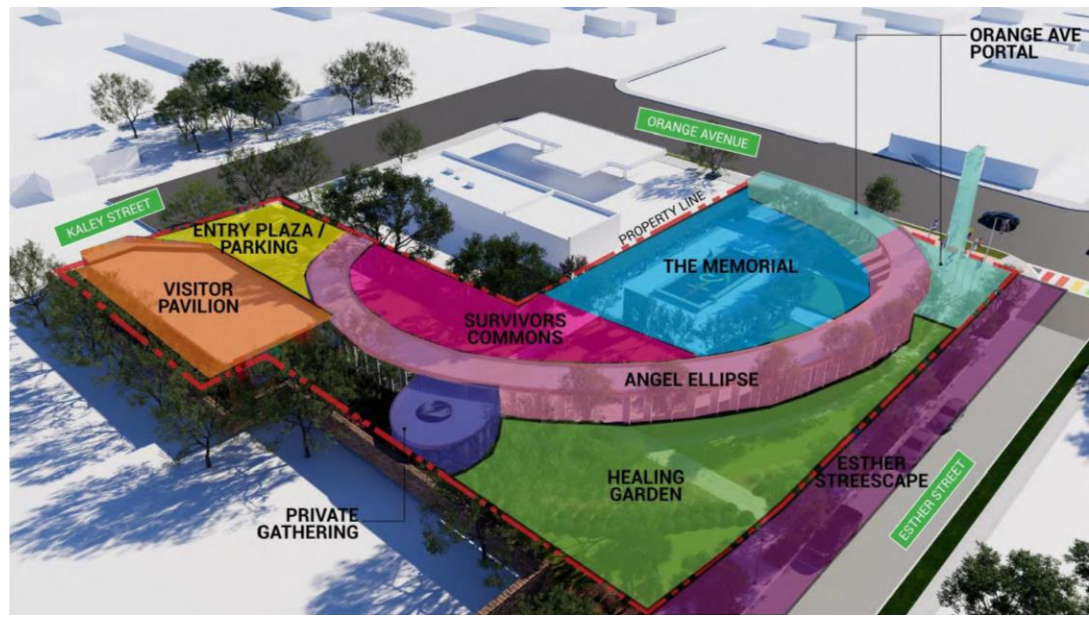 ORANGE AVE
PORTAL
ORANGE AVENUE
KALEY STREET
PROPERTY LINE
ENTRY PLAZA /
PARKING
THE MEMORIAL
VISITOR
PAVILION
SURVIVORS
COMMONS
ANGEL ELLIPSE
HEALING
GARDEN
ESTHER
STREESCAPE
ESTHER STREET
PRIVATE
GATHERING